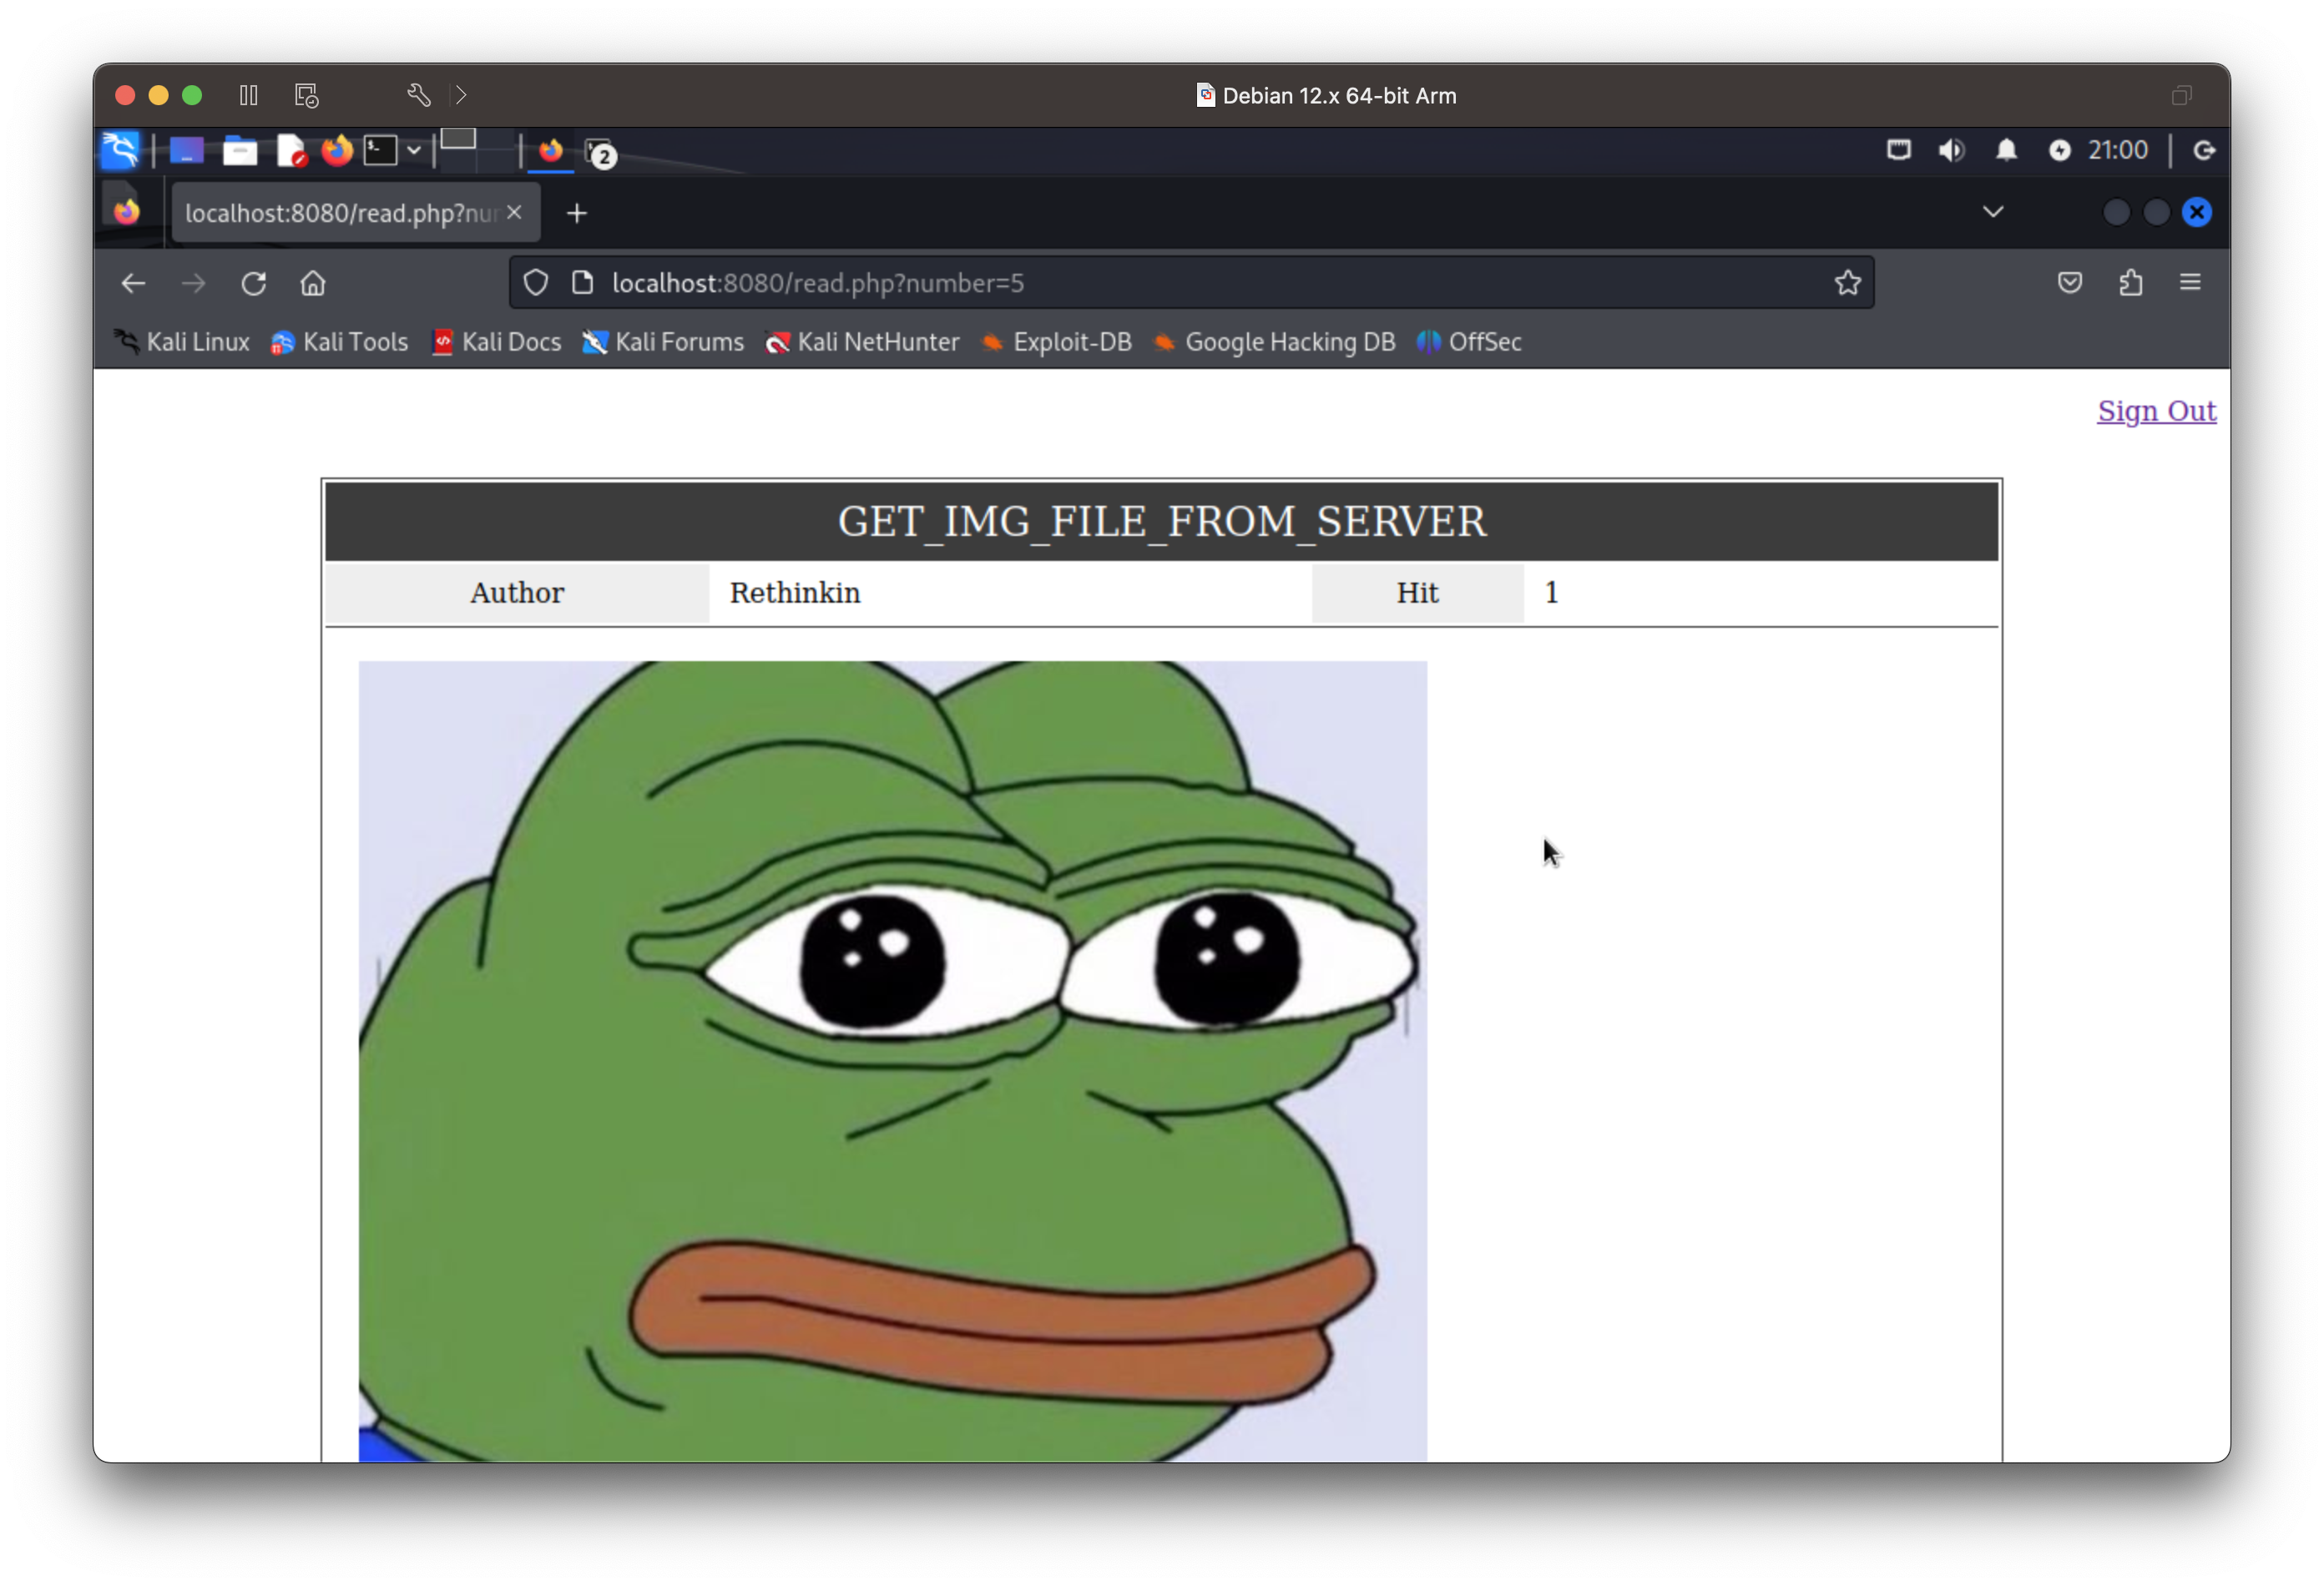 Debian 12.x 64-bit Arm
2
21:00
localhost:8080/read.php?nu
localhost:8080/read.php?number=5
Kali Linux Kali Tools Kali Docs Kali Forums Kali NetHunter Exploit-DB Google Hacking DB OffSec
Sign Out
GET_IMG_FILE_FROM_SERVER
Author Rethinkin Hit 1